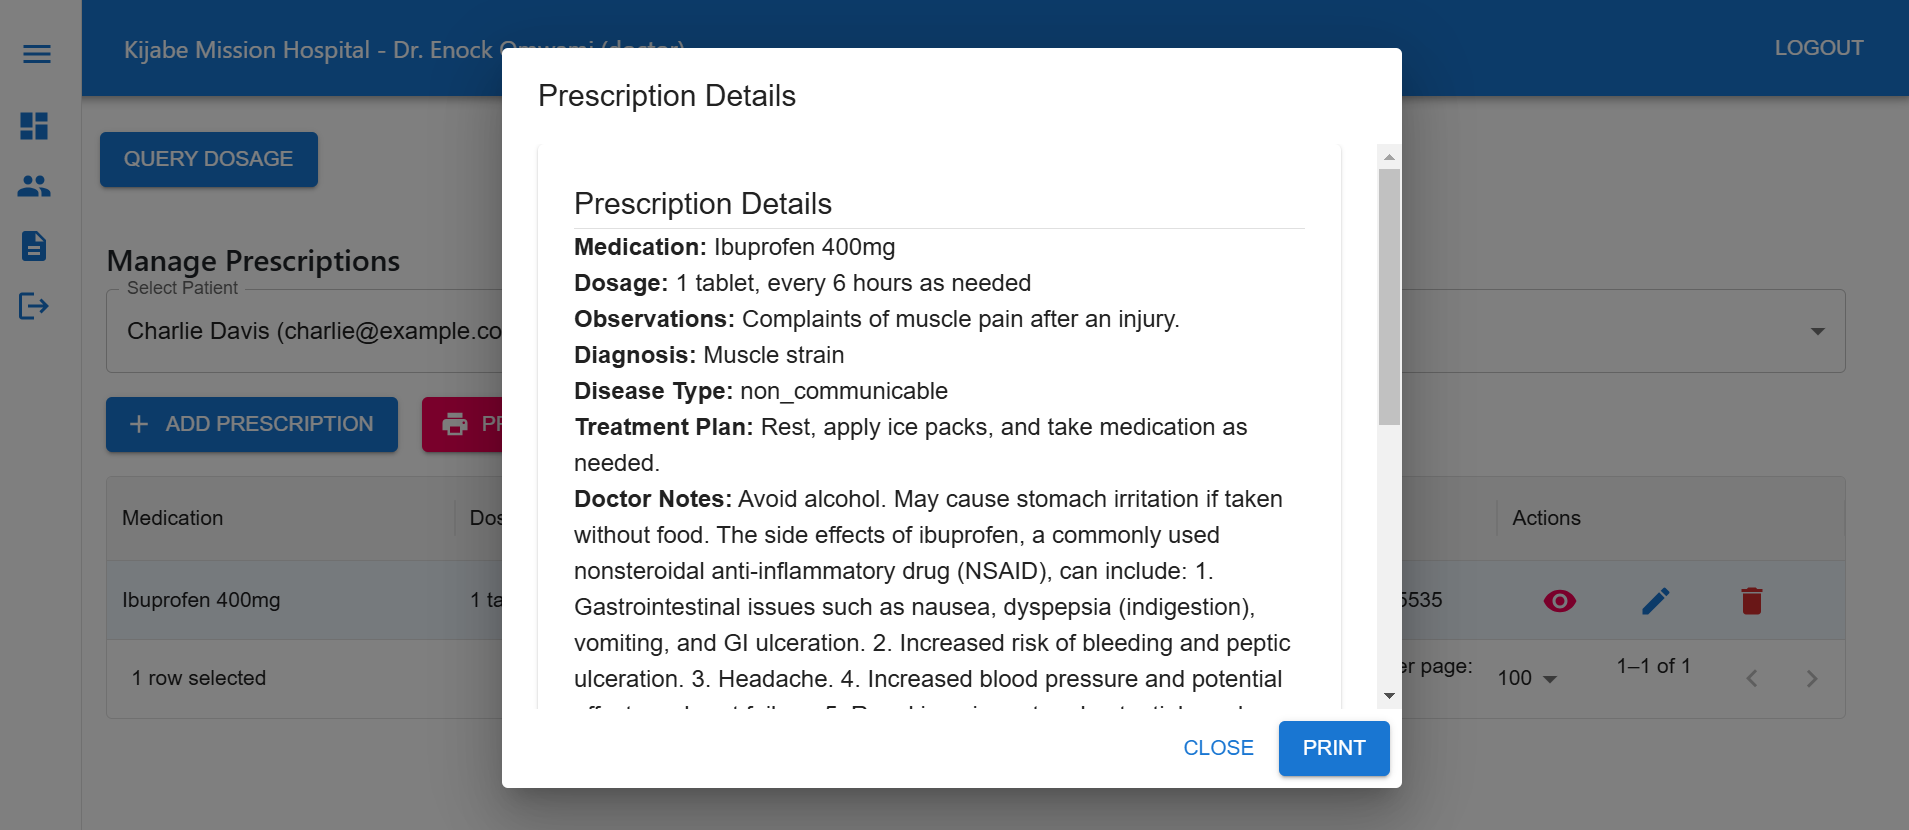 Kijabe Mission Hospital - Dr. Enock
LOGOUT
QUERY DOSAGE
Manage Prescriptions
Select Patient
Charlie Davis (charlie@example.co
ADD PRESCRIPTION
Medication
Actions
Ibuprofen 400mg
5535
1 row selected
er page:
100
1–1 of 1
Prescription Details
Prescription Details
Medication: Ibuprofen 400mg
Dosage: 1 tablet, every 6 hours as needed
Observations: Complaints of muscle pain after an injury.
Diagnosis: Muscle strain
Disease Type: non_communicable
Treatment Plan: Rest, apply ice packs, and take medication as
needed.
Doctor Notes: Avoid alcohol. May cause stomach irritation if taken
without food. The side effects of ibuprofen, a commonly used
nonsteroidal anti-inflammatory drug (NSAID), can include: 1.
Gastrointestinal issues such as nausea, dyspepsia (indigestion),
vomiting, and GI ulceration. 2. Increased risk of bleeding and peptic
ulceration. 3. Headache. 4. Increased blood pressure and potential
CLOSE
PRINT